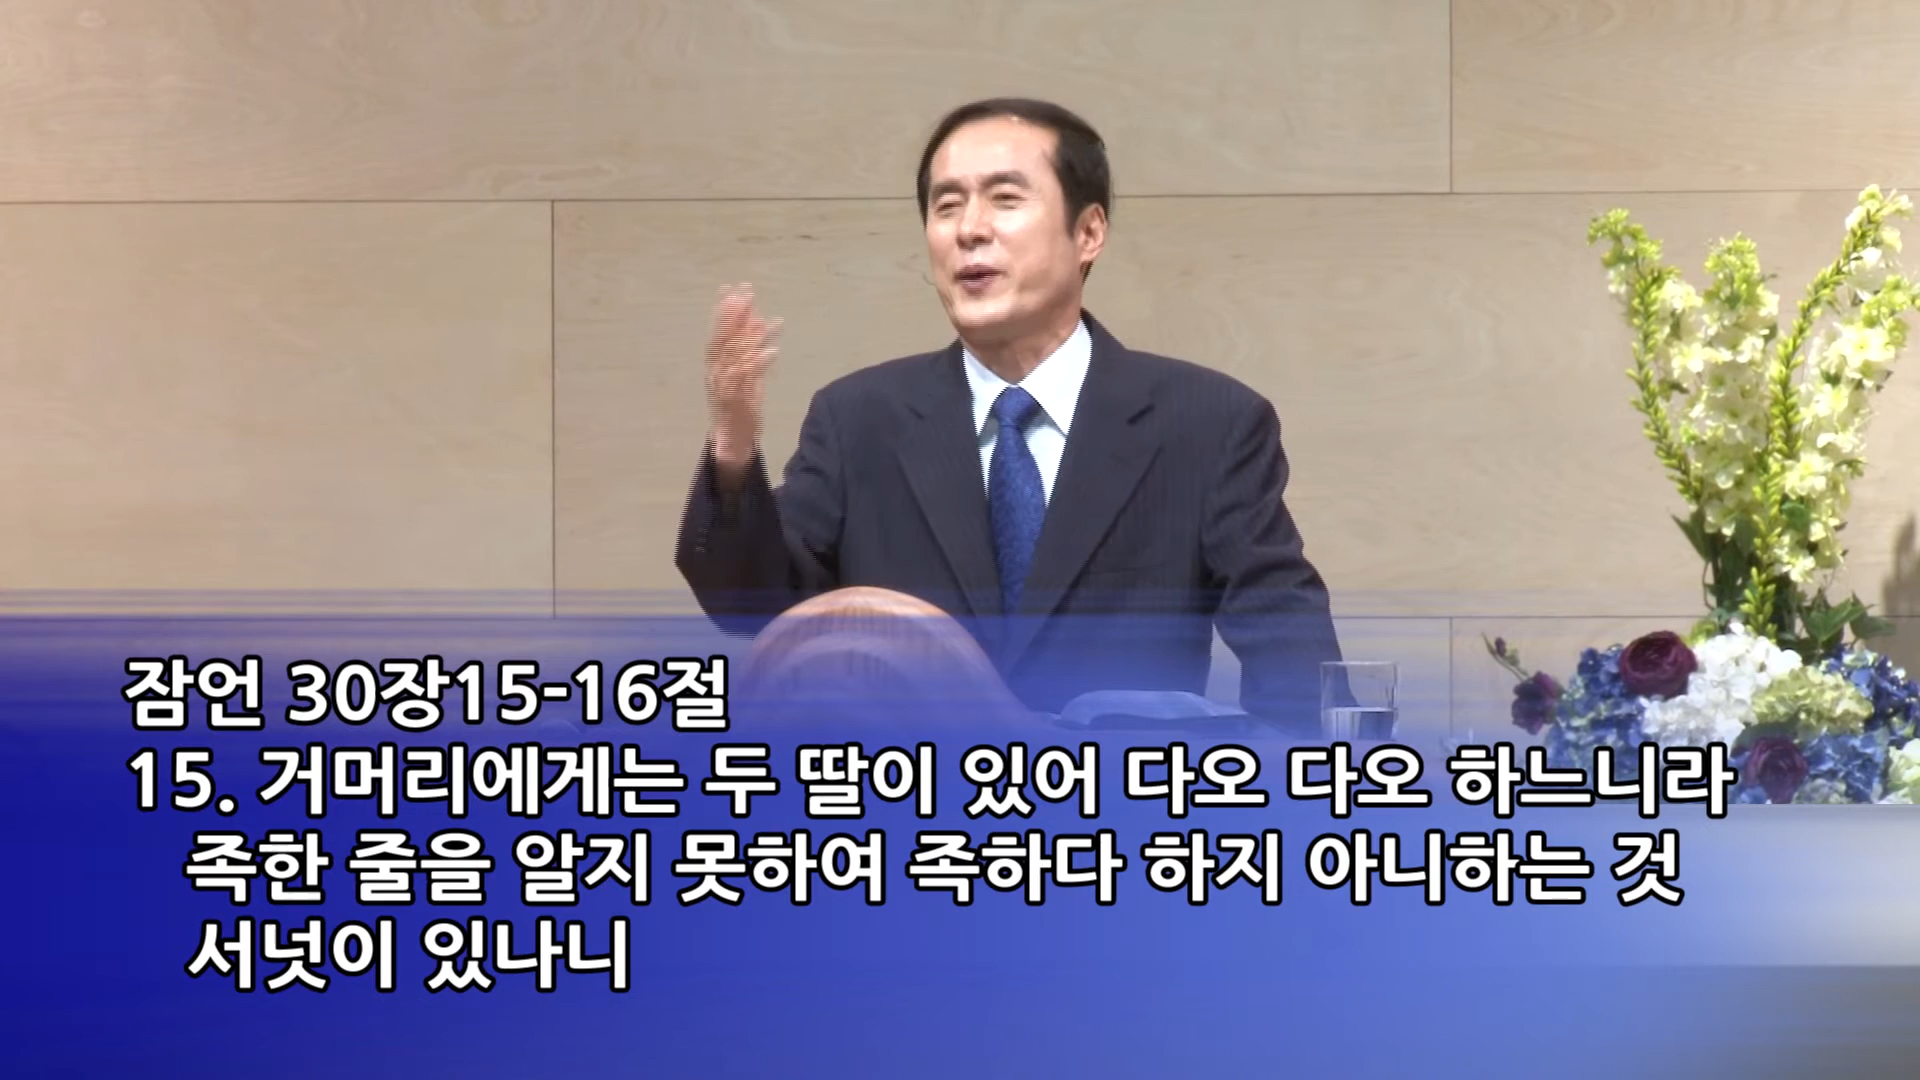 잠언 30장15-16절
15. 거머리에게는 두 딸이 있어 다오 다오 하느니라
족한 줄을 알지 못하여 족하다 하지 아니하는 것
서넛이 있나니